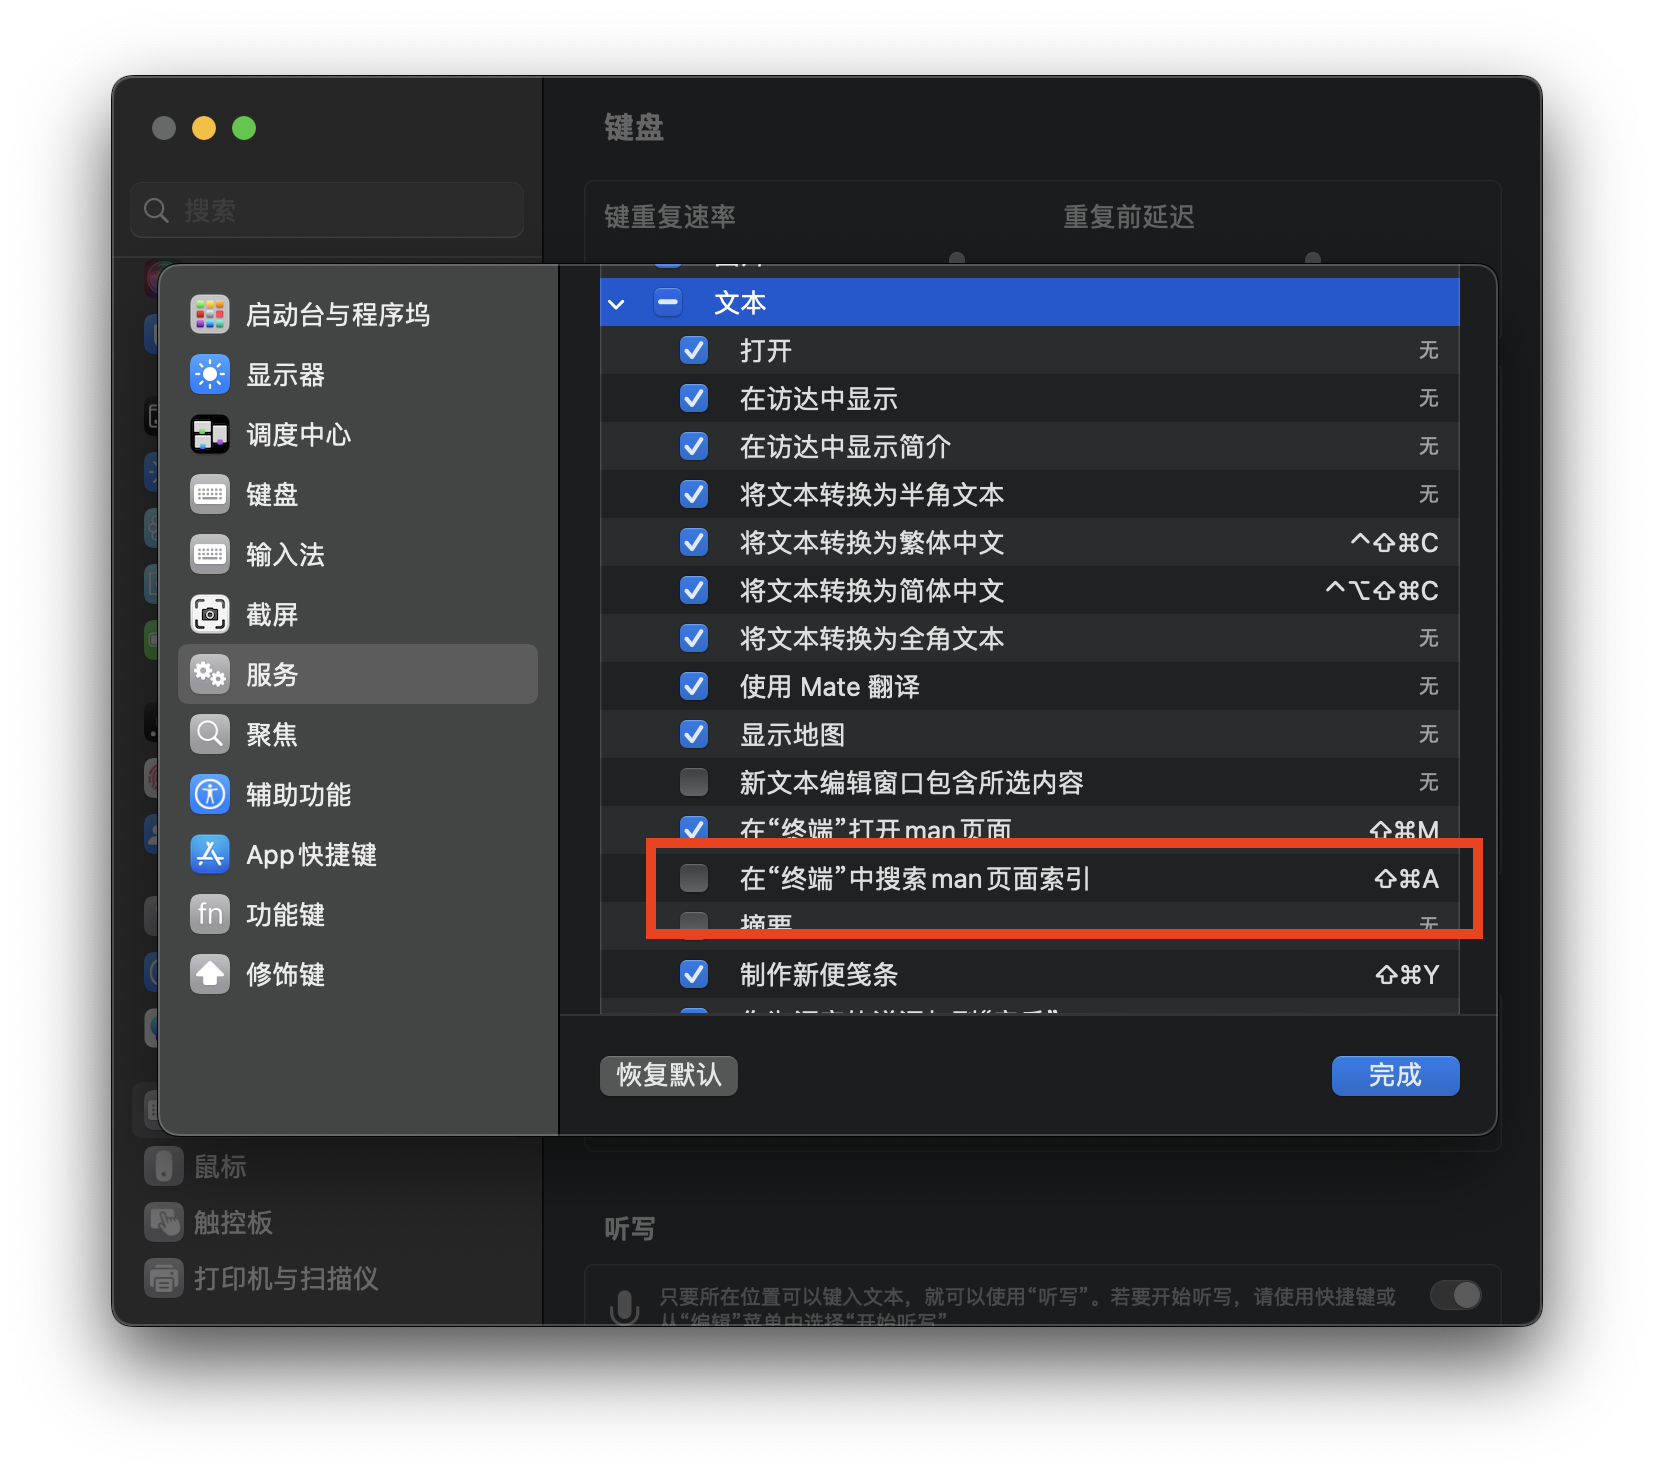 键盘
搜索
键重复速率
重复前延迟
启动台与程序坞
显示器
调度中心
键盘
输入法
截屏
服务
聚焦
辅助功能
App快捷键
fn 功能键
修饰键
文本
打开 无
在访达中显示 无
在访达中显示简介 无
将文本转换为半角文本 无
将文本转换为繁体中文 ^⇧⌘C
将文本转换为简体中文 ^⌥⇧⌘C
将文本转换为全角文本 无
使用 Mate 翻译 无
显示地图 无
新文本编辑窗口包含所选内容 无
在“终端”打开man页面 ⇧⌘M
在“终端”中搜索man页面索引 ⇧⌘A
摘要 无
制作新便笺条 ⇧⌘Y
恢复默认
完成
鼠标
触控板
打印机与扫描仪
听写
只要所在位置可以键入文本，就可以使用“听写”。若要开始听写，请使用快捷键或
从“编辑”菜单中选择“开始听写”